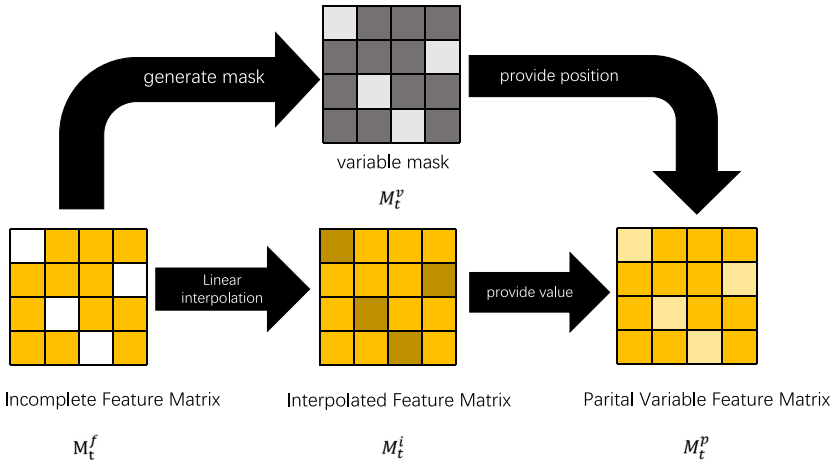 generate mask
provide position
variable mask
M_t^v
Linear
interpolation
provide value
Incomplete Feature Matrix
Interpolated Feature Matrix
Parital Variable Feature Matrix
M_t^f
M_t^i
M_t^p